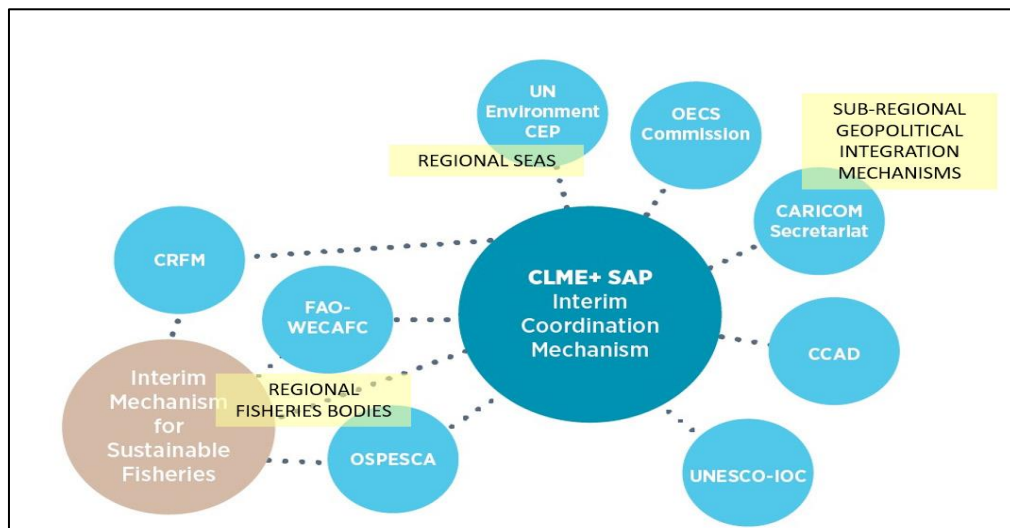 UN
Environment
CEP
OECS
Commission
SUB-REGIONAL
GEOPOLITICAL
INTEGRATION
MECHANISMS
REGIONAL SEAS
CARICOM
Secretariat
CRFM
CLME+ SAP
Interim
Coordination
Mechanism
FAO-
WECAFC
CCAD
Interim
Mechanism
for
Sustainable
Fisheries
REGIONAL
FISHERIES BODIES
OSPESCA
UNESCO-IOC